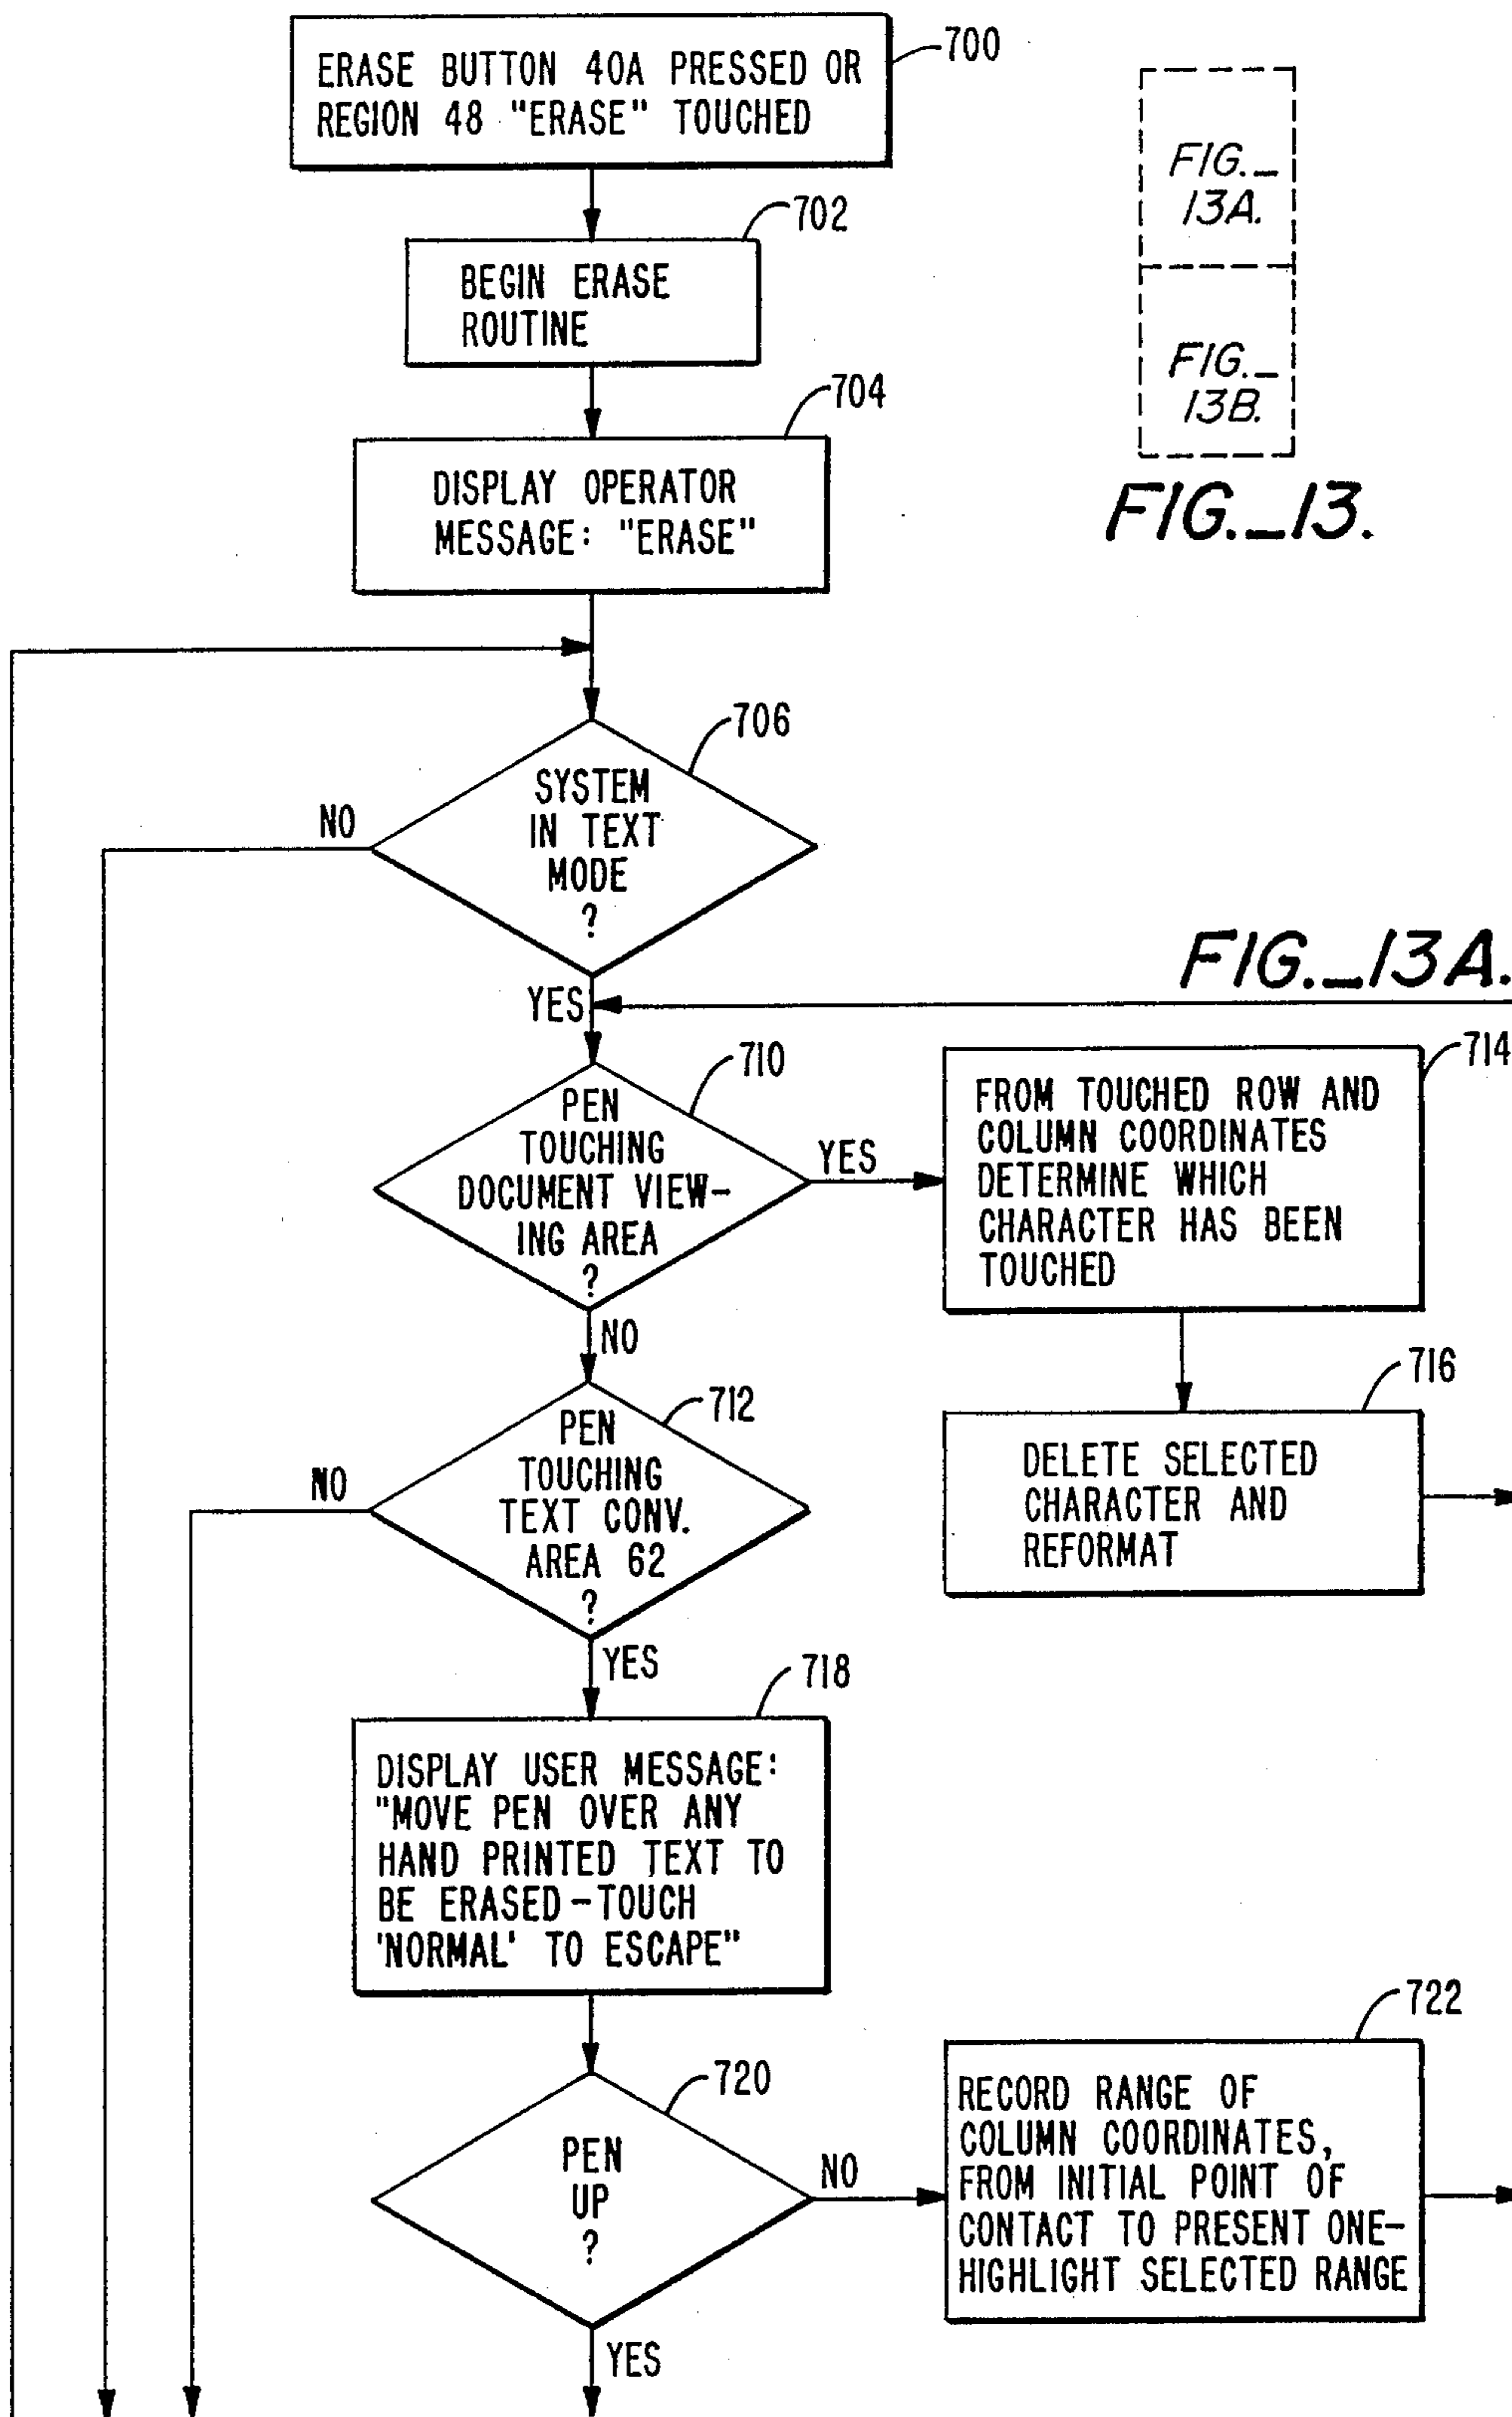 ERASE BUTTON 40A PRESSED OR
REGION 48 "ERASE" TOUCHED
700
FIG._
13A.
FIG._
13B.
FIG._13.
702
BEGIN ERASE
ROUTINE
704
DISPLAY OPERATOR
MESSAGE: "ERASE"
706
SYSTEM
IN TEXT
MODE
?
NO
YES
FIG._13A.
710
PEN
TOUCHING
DOCUMENT VIEW-
ING AREA
?
YES
NO
714
FROM TOUCHED ROW AND
COLUMN COORDINATES
DETERMINE WHICH
CHARACTER HAS BEEN
TOUCHED
716
DELETE SELECTED
CHARACTER AND
REFORMAT
712
PEN
TOUCHING
TEXT CONV.
AREA 62
?
NO
YES
718
DISPLAY USER MESSAGE:
"MOVE PEN OVER ANY
HAND PRINTED TEXT TO
BE ERASED-TOUCH
'NORMAL' TO ESCAPE"
720
PEN
UP
?
NO
YES
722
RECORD RANGE OF
COLUMN COORDINATES,
FROM INITIAL POINT OF
CONTACT TO PRESENT ONE-
HIGHLIGHT SELECTED RANGE